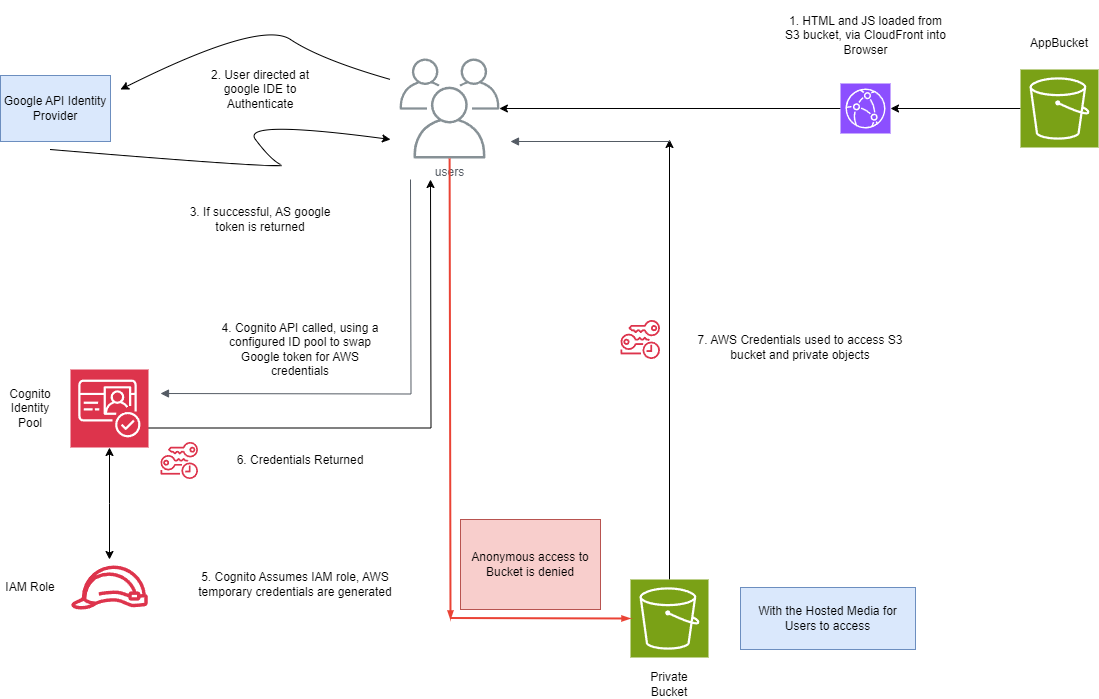 1. HTML and JS loaded from
S3 bucket, via CloudFront into
Browser
AppBucket
2. User directed at
google IDE to
Authenticate
Google API Identity
Provider
users
3. If successful, AS google
token is returned
4. Cognito API called, using a
configured ID pool to swap
Google token for AWS
credentials
7. AWS Credentials used to access S3
bucket and private objects
Cognito
Identity
Pool
6. Credentials Returned
Anonymous access to
Bucket is denied
IAM Role
5. Cognito Assumes IAM role, AWS
temporary credentials are generated
With the Hosted Media for
Users to access
Private
Bucket